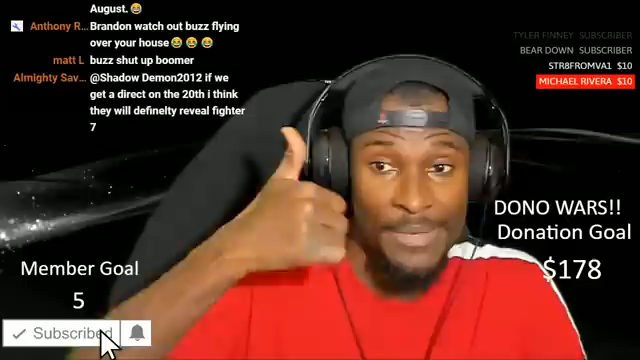 August. 😂
Anthony R... Brandon watch out buzz flying
over your house😂 😂 😂
matt L buzz shut up boomer
Almighty Sav... @Shadow Demon2012 if we
get a direct on the 20th i think
they will definelty reveal fighter
7
TYLER FINNEY SUBSCRIBER
BEAR DOWN SUBSCRIBER
STR8FROMVA1 $10
MICHAEL RIVERA $10
DONO WARS!!
Donation Goal
$178
Member Goal
5
Subscribed